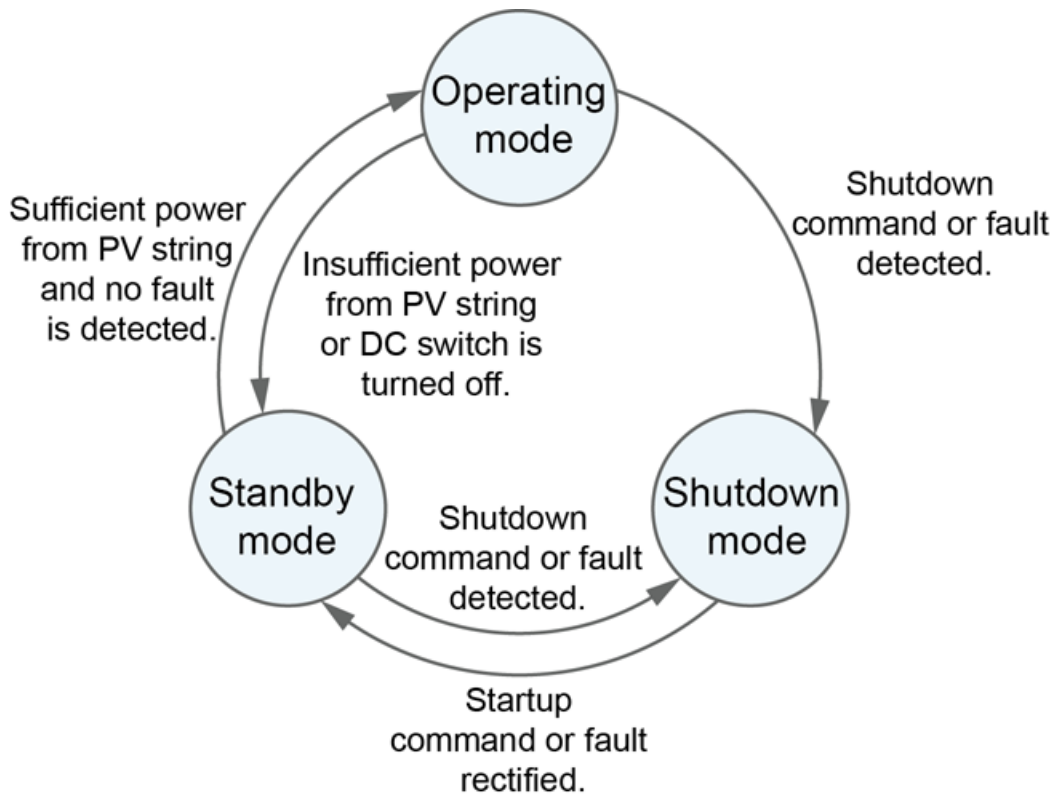 Operating
mode
Sufficient power
from PV string
and no fault
is detected.
Insufficient power
from PV string
or DC switch is
turned off.
Shutdown
command or fault
detected.
Standby
mode
Shutdown
command or fault
detected.
Shutdown
mode
Startup
command or fault
rectified.